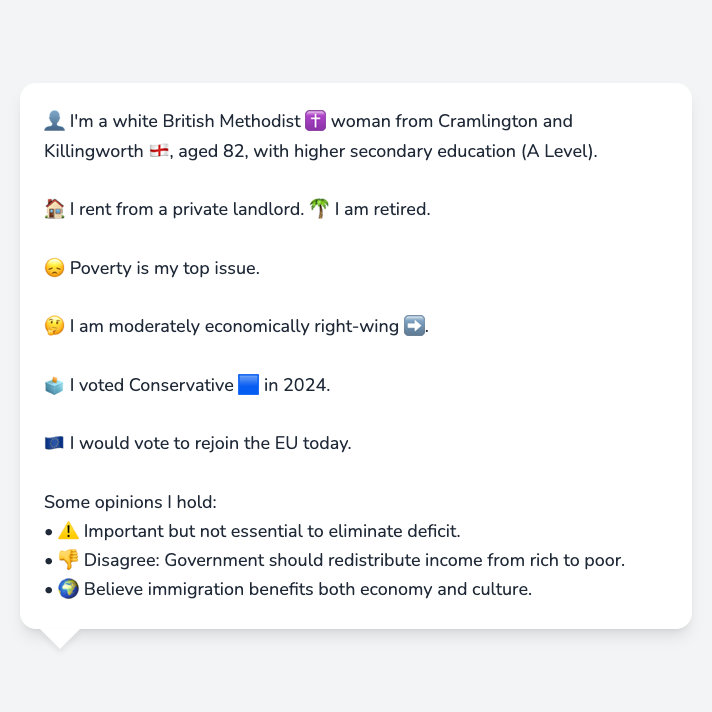 👤 I'm a white British Methodist ✝️ woman from Cramlington and
Killingworth 🏴󠁧󠁢󠁥󠁮󠁧󠁿, aged 82, with higher secondary education (A Level).
🏠 I rent from a private landlord. 🌴 I am retired.
😞 Poverty is my top issue.
🤔 I am moderately economically right-wing ➡️.
🗳️ I voted Conservative 🟦 in 2024.
🇪🇺 I would vote to rejoin the EU today.
Some opinions I hold:
• ⚠️ Important but not essential to eliminate deficit.
• 👎 Disagree: Government should redistribute income from rich to poor.
• 🌍 Believe immigration benefits both economy and culture.